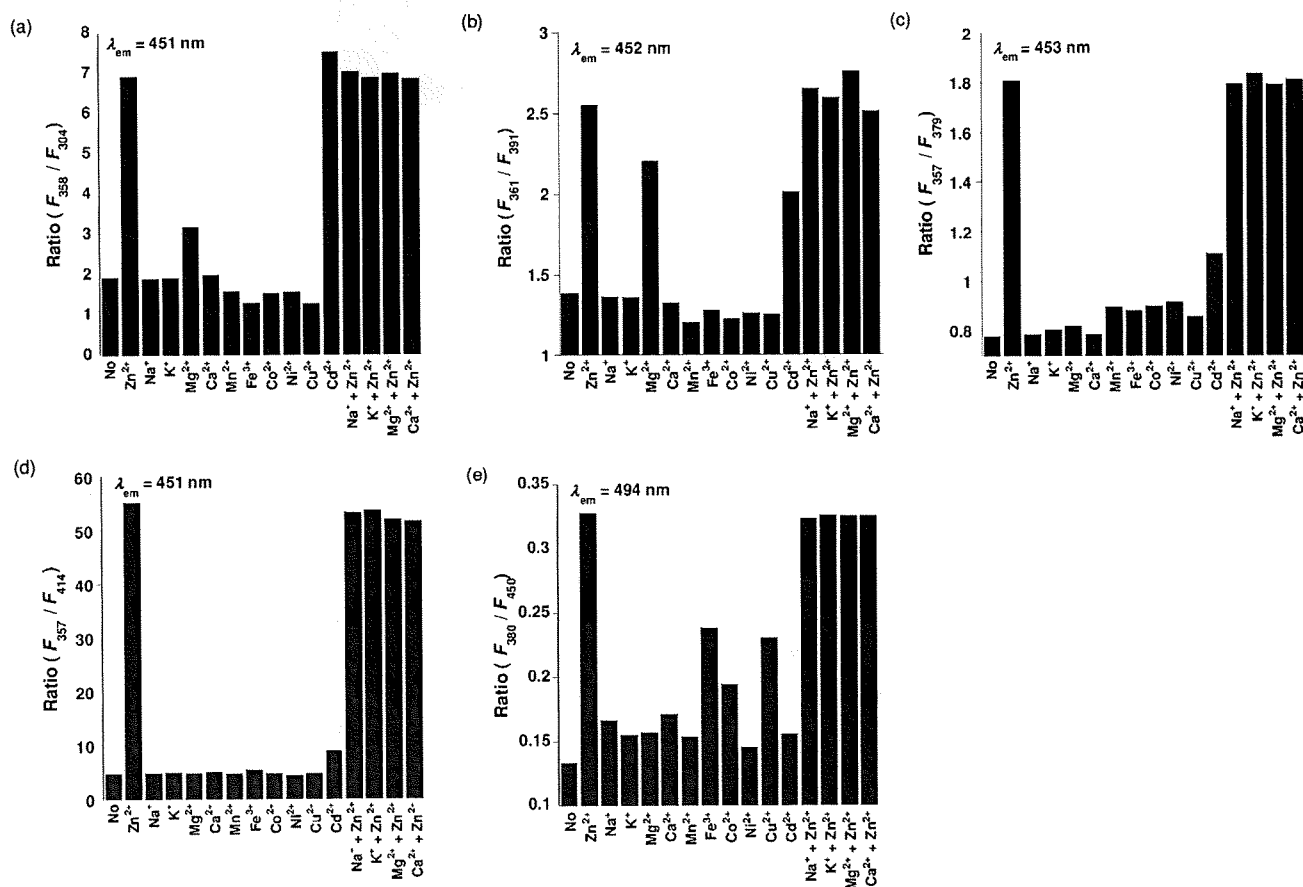 (a)
λem = 451 nm
Ratio (F358 / F304)
8
7
6
5
4
3
2
1
0
No
Zn2+
Na+
K+
Mg2+
Ca2+
Mn2+
Fe3+
Co2+
Ni2+
Cu2+
Cd2+
Na+ + Zn2+
K+ + Zn2+
Mg2+ + Zn2+
Ca2+ + Zn2+
(b)
λem = 452 nm
Ratio (F361 / F391)
3
2.5
2
1.5
1
No
Zn2+
Na+
K+
Mg2+
Ca2+
Mn2+
Fe3+
Co2+
Ni2+
Cu2+
Cd2+
Na+ + Zn2+
K+ + Zn2+
Mg2+ + Zn2+
Ca2+ + Zn2+
(c)
λem = 453 nm
Ratio (F357 / F379)
2
1.8
1.6
1.4
1.2
1
0.8
No
Zn2+
Na+
K+
Mg2+
Ca2+
Mn2+
Fe3+
Co2+
Ni2+
Cu2+
Cd2+
Na+ + Zn2+
K+ + Zn2+
Mg2+ + Zn2+
Ca2+ + Zn2+
(d)
λem = 451 nm
Ratio (F357 / F414)
60
50
40
30
20
10
0
No
Zn2+
Na+
K+
Mg2+
Ca2+
Mn2+
Fe3+
Co2+
Ni2+
Cu2+
Cd2+
Na+ + Zn2+
K+ + Zn2+
Mg2+ + Zn2+
Ca2+ + Zn2+
(e)
λem = 494 nm
Ratio (F380 / F450)
0.35
0.3
0.25
0.2
0.15
0.1
No
Zn2+
Na+
K+
Mg2+
Ca2+
Mn2+
Fe3+
Co2+
Ni2+
Cu2+
Cd2+
Na+ + Zn2+
K+ + Zn2+
Mg2+ + Zn2+
Ca2+ + Zn2+